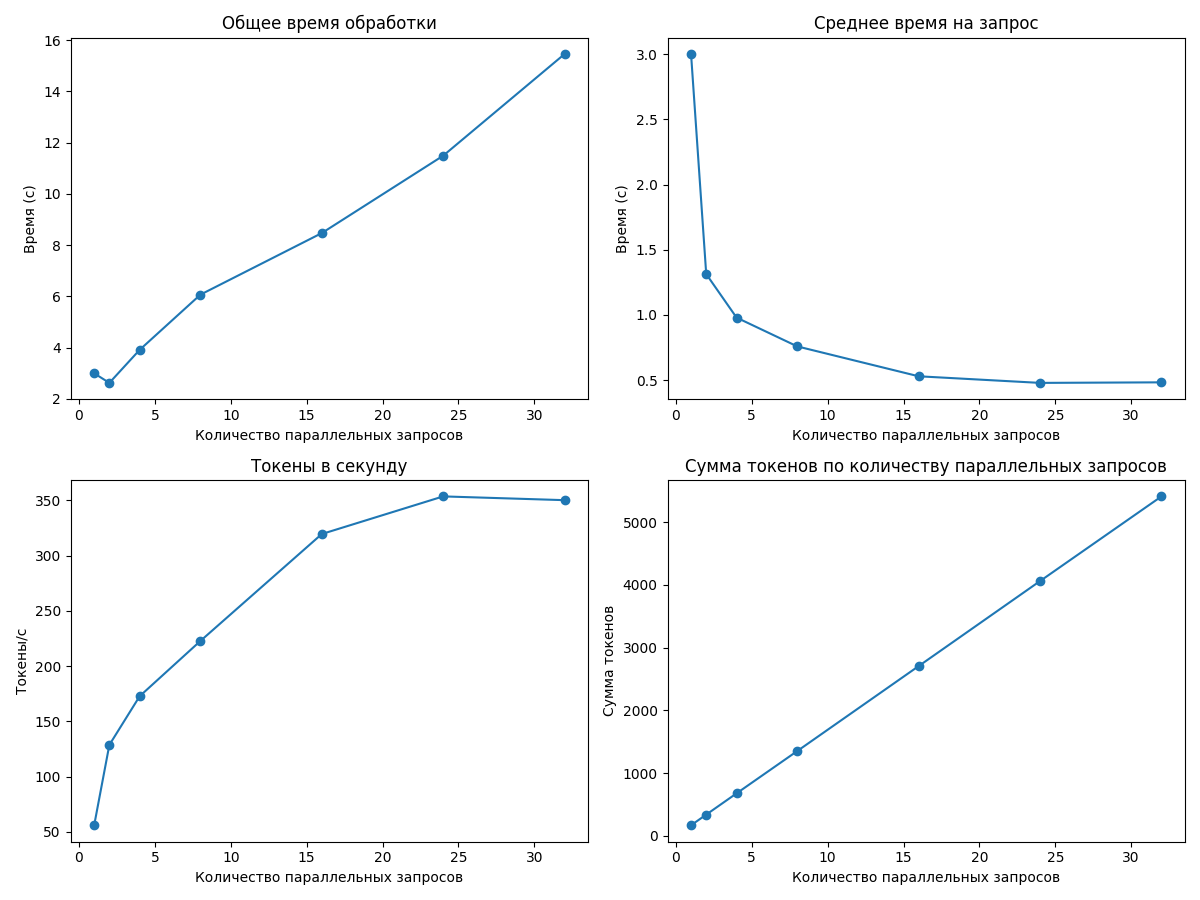 Общее время обработки
Время (с)
16
14
12
10
8
6
4
2
0 5 10 15 20 25 30
Количество параллельных запросов
Среднее время на запрос
Время (с)
3.0
2.5
2.0
1.5
1.0
0.5
0 5 10 15 20 25 30
Количество параллельных запросов
Токены в секунду
Токены/с
350
300
250
200
150
100
50
0 5 10 15 20 25 30
Количество параллельных запросов
Сумма токенов по количеству параллельных запросов
Сумма токенов
5000
4000
3000
2000
1000
0
0 5 10 15 20 25 30
Количество параллельных запросов